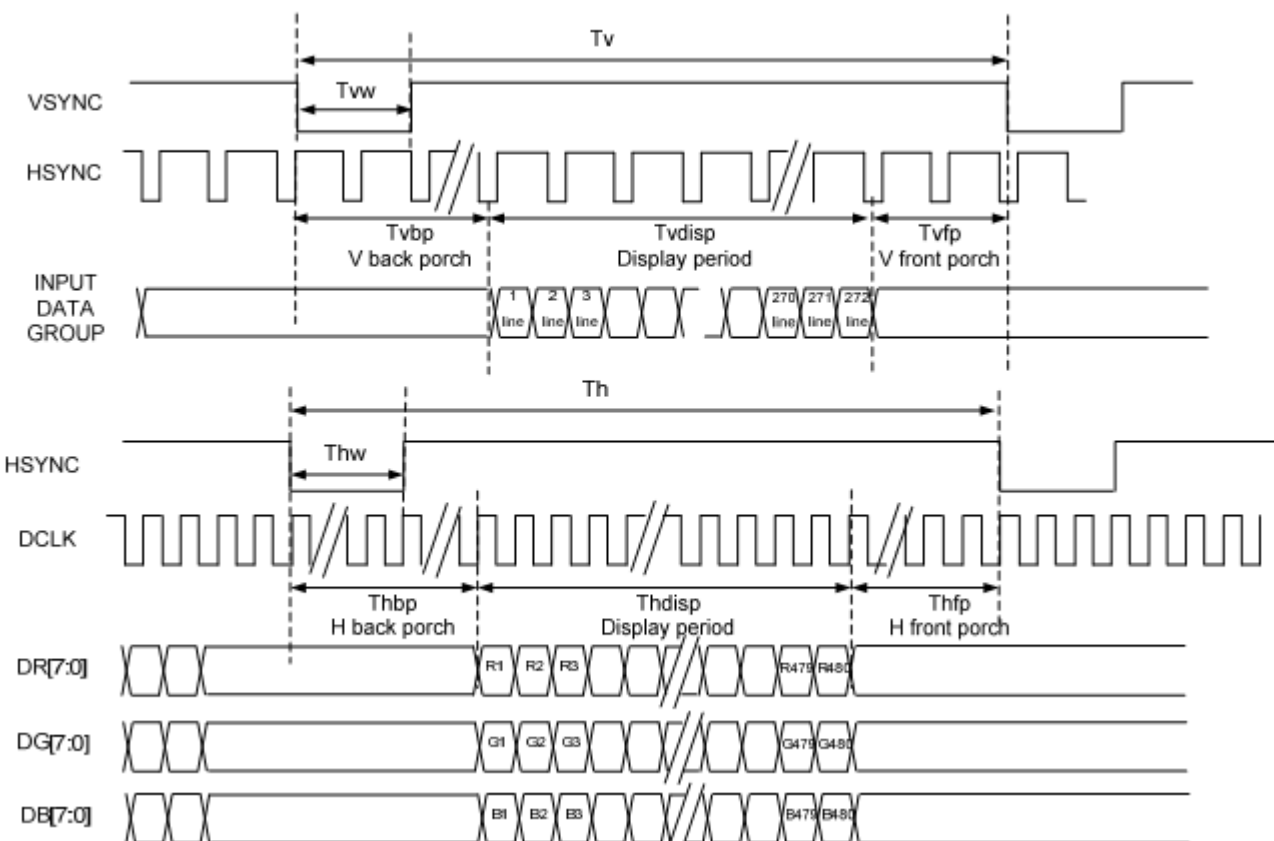 Tv
VSYNC
Tvw
HSYNC
Tvbp
V back porch
Tvdisp
Display period
Tvfp
V front porch
INPUT
DATA
GROUP
1
line
2
line
3
line
270
line
271
line
272
line
Th
HSYNC
Thw
DCLK
Thbp
H back porch
Thdisp
Display period
Thfp
H front porch
DR[7:0]
R1 R2 R3 R479 R480
DG[7:0]
G1 G2 G3 G479 G480
DB[7:0]
B1 B2 B3 B479 B480